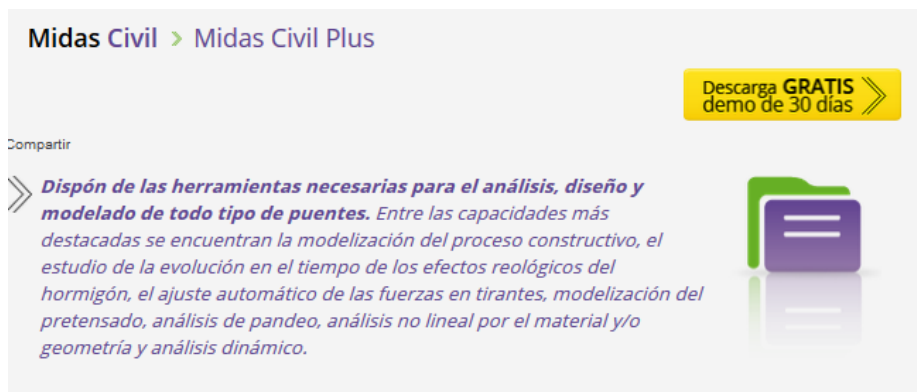 Midas Civil > Midas Civil Plus
Descarga GRATIS
demo de 30 días
Compartir
Dispón de las herramientas necesarias para el análisis, diseño y
modelado de todo tipo de puentes. Entre las capacidades más
destacadas se encuentran la modelización del proceso constructivo, el
estudio de la evolución en el tiempo de los efectos reológicos del
hormigón, el ajuste automático de las fuerzas en tirantes, modelización del
pretensado, análisis de pandeo, análisis no lineal por el material y/o
geometría y análisis dinámico.